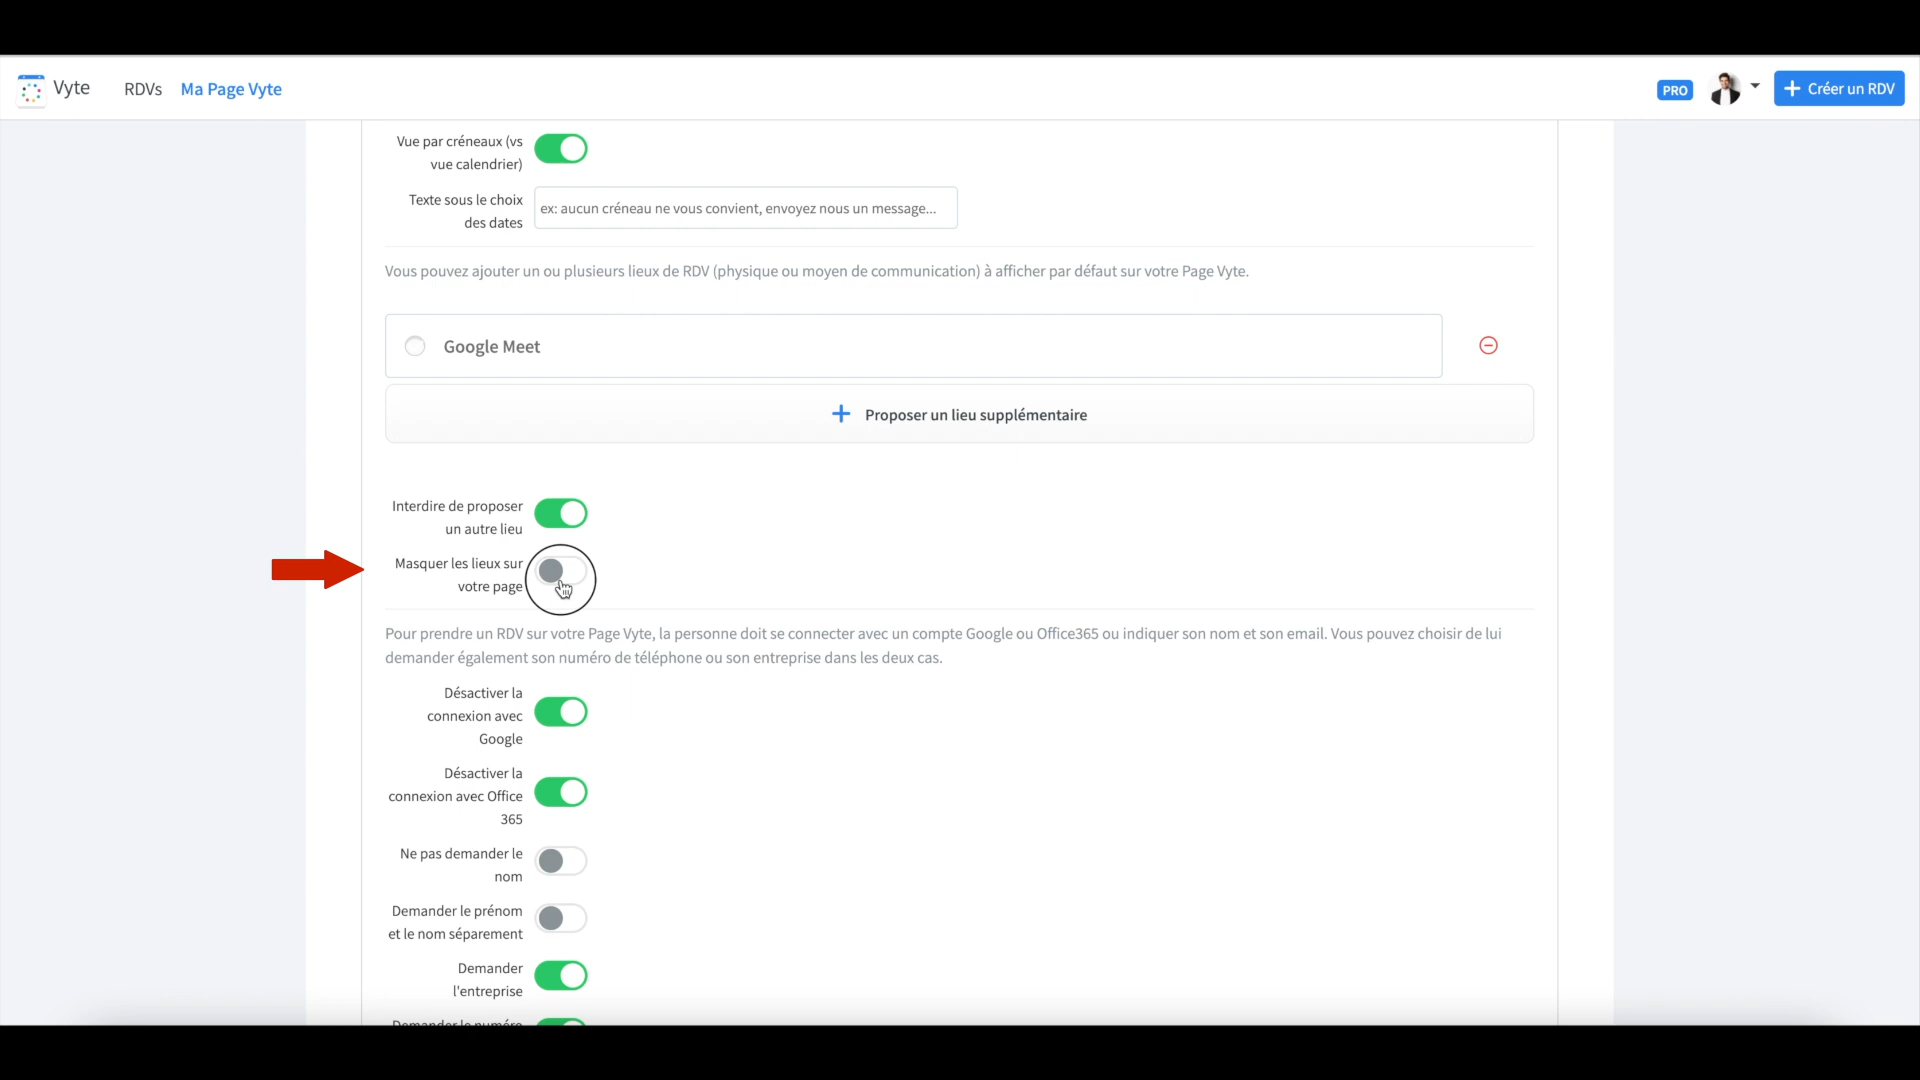 Vyte
RDVs
Ma Page Vyte
PRO
Créer un RDV
Vue par créneaux (vs
vue calendrier)
Texte sous le choix
des dates
ex: aucun créneau ne vous convient, envoyez nous un message...
Vous pouvez ajouter un ou plusieurs lieux de RDV (physique ou moyen de communication) à afficher par défaut sur votre Page Vyte.
Google Meet
Proposer un lieu supplémentaire
Interdire de proposer
un autre lieu
Masquer les lieux sur
votre page
Pour prendre un RDV sur votre Page Vyte, la personne doit se connecter avec un compte Google ou Office365 ou indiquer son nom et son email. Vous pouvez choisir de lui
demander également son numéro de téléphone ou son entreprise dans les deux cas.
Désactiver la
connexion avec
Google
Désactiver la
connexion avec Office
365
Ne pas demander le
nom
Demander le prénom
et le nom séparement
Demander
l'entreprise
Demander le numéro